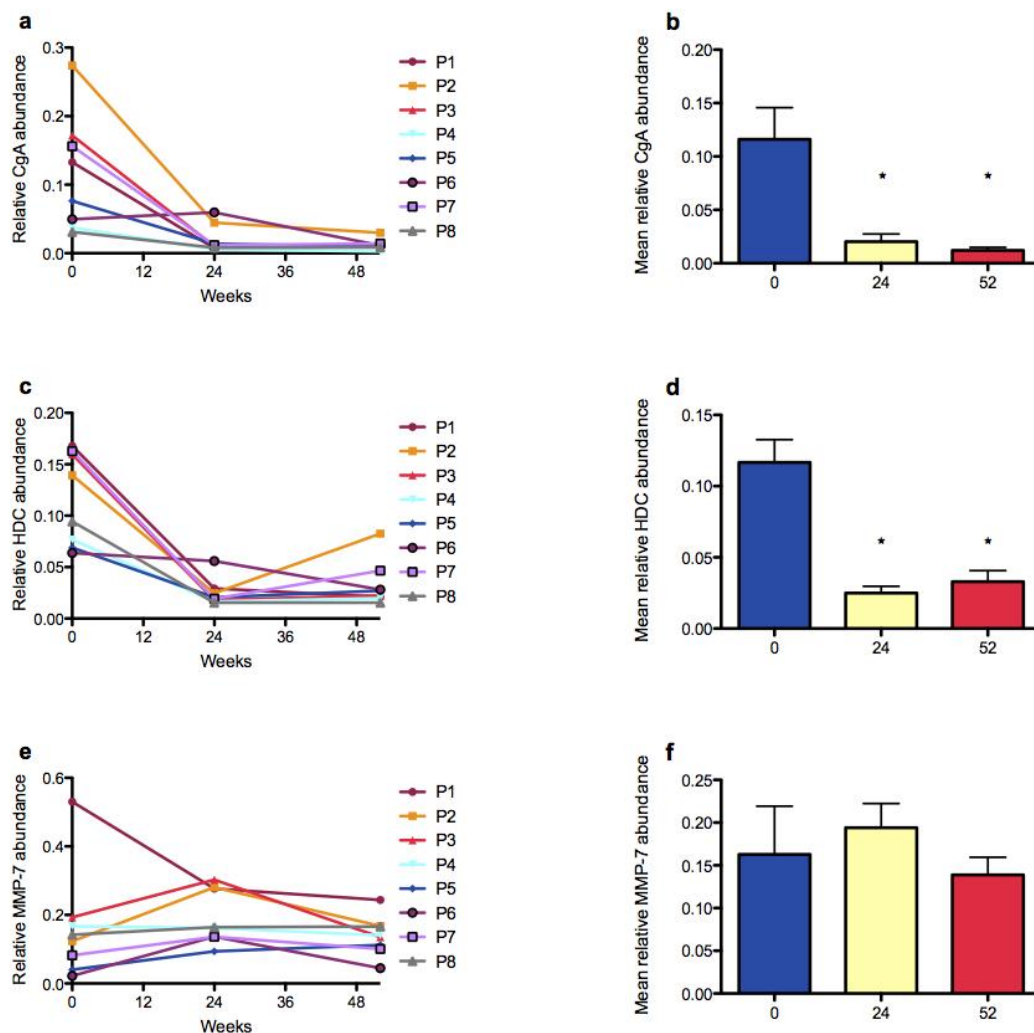 a
Relative CgA abundance
0.3
0.2
0.1
0.0
0 12 24 36 48
Weeks
P1
P2
P3
P4
P5
P6
P7
P8
b
Mean relative CgA abundance
0.20
0.15
0.10
0.05
0.00
* *
0 24 52
c
Relative HDC abundance
0.20
0.15
0.10
0.05
0.00
0 12 24 36 48
Weeks
P1
P2
P3
P4
P5
P6
P7
P8
d
Mean relative HDC abundance
0.15
0.10
0.05
0.00
* *
0 24 52
e
Relative MMP-7 abundance
0.6
0.4
0.2
0.0
0 12 24 36 48
Weeks
P1
P2
P3
P4
P5
P6
P7
P8
f
Mean relative MMP-7 abundance
0.25
0.20
0.15
0.10
0.05
0.00
0 24 52